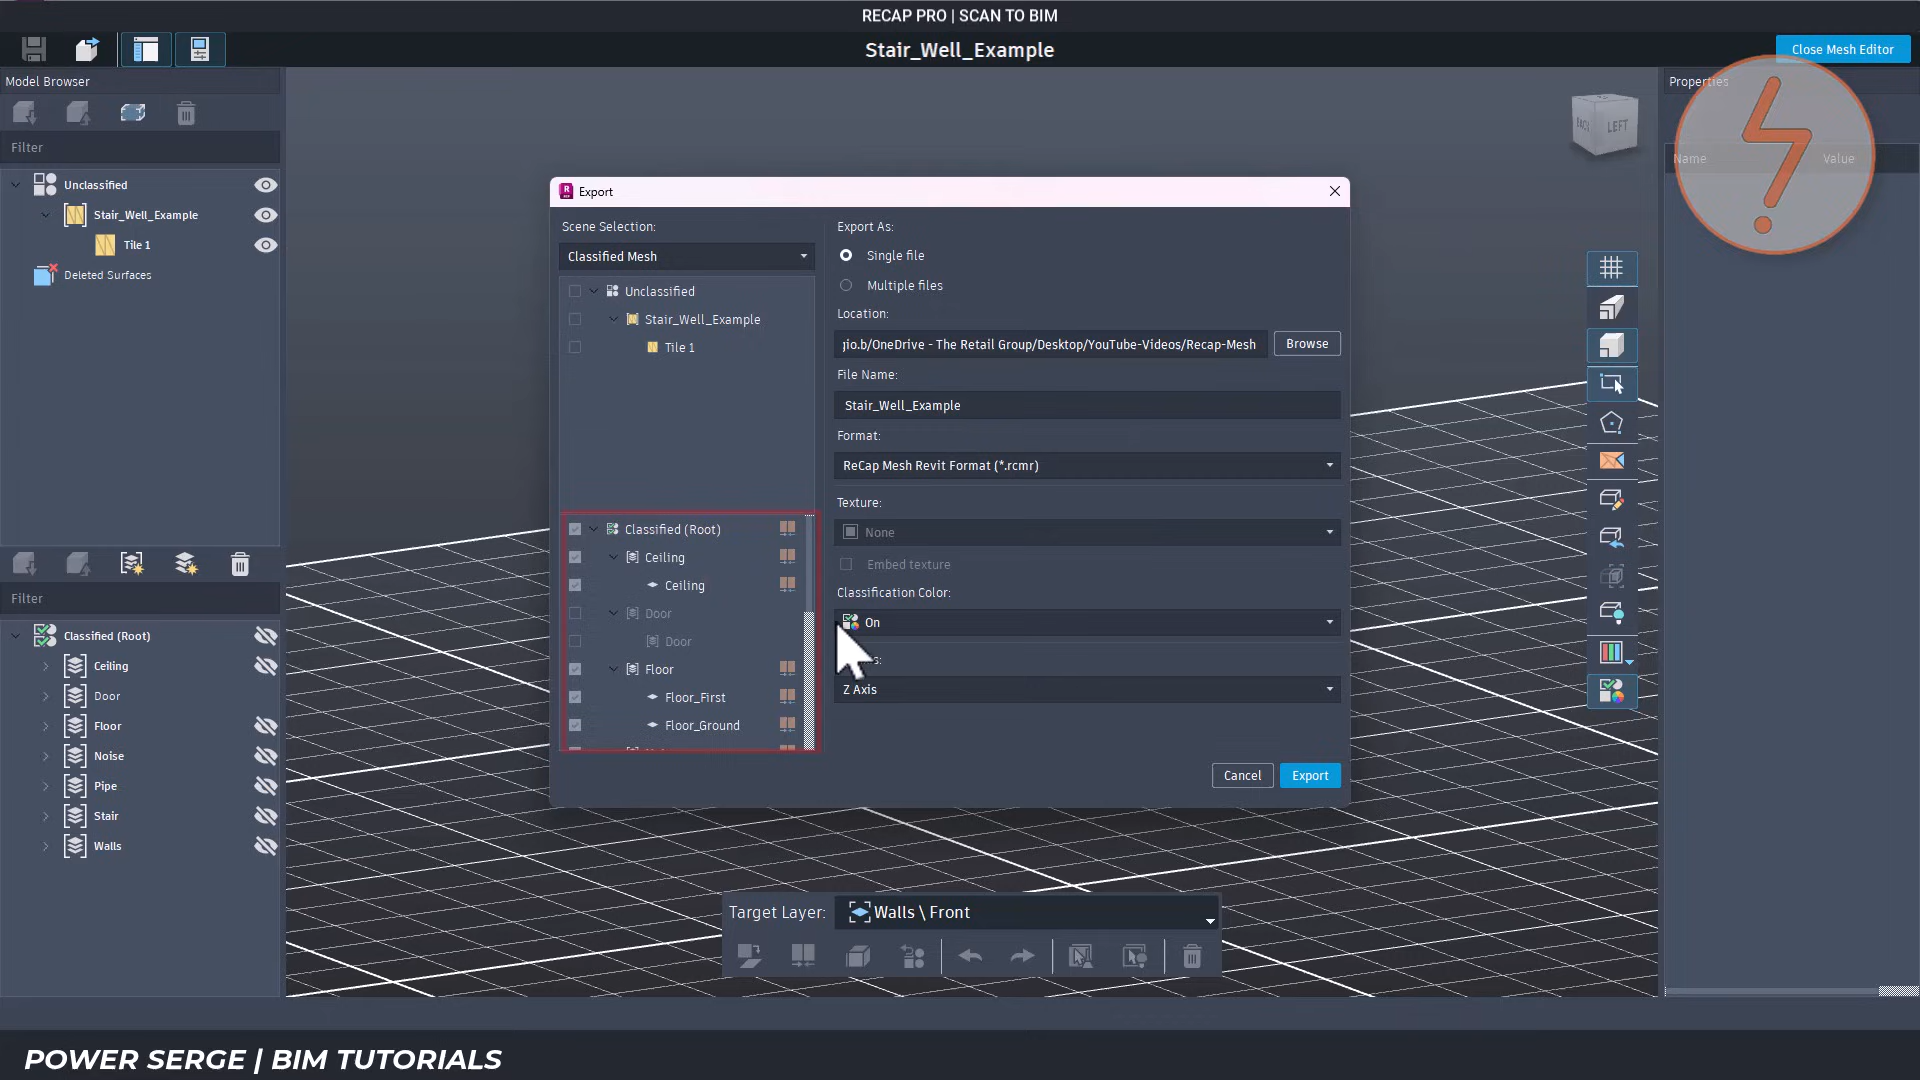 RECAP PRO | SCAN TO BIM
Stair_Well_Example
Close Mesh Editor
Model Browser
Filter
Unclassified
Stair_Well_Example
Tile 1
Deleted Surfaces
Filter
Classified (Root)
Ceiling
Door
Floor
Noise
Pipe
Stair
Walls
Export
Scene Selection:
Classified Mesh
Unclassified
Stair_Well_Example
Tile 1
Classified (Root)
Ceiling
Ceiling
Door
Door
Floor
Floor_First
Floor_Ground
Export As:
Single file
Multiple files
Location:
gio.b/OneDrive - The Retail Group/Desktop/YouTube-Videos/Recap-Mesh
Browse
File Name:
Stair_Well_Example
Format:
ReCap Mesh Revit Format (*.rcmr)
Texture:
None
Embed texture
Classification Color:
On
Z Axis
Cancel
Export
Target Layer:
Walls \ Front
BACK
LEFT
Properties
Name
Value
POWER SERGE | BIM TUTORIALS